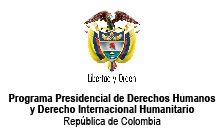 Libertad y Orden
Programa Presidencial de Derechos Humanos
y Derecho Internacional Humanitario
República de Colombia